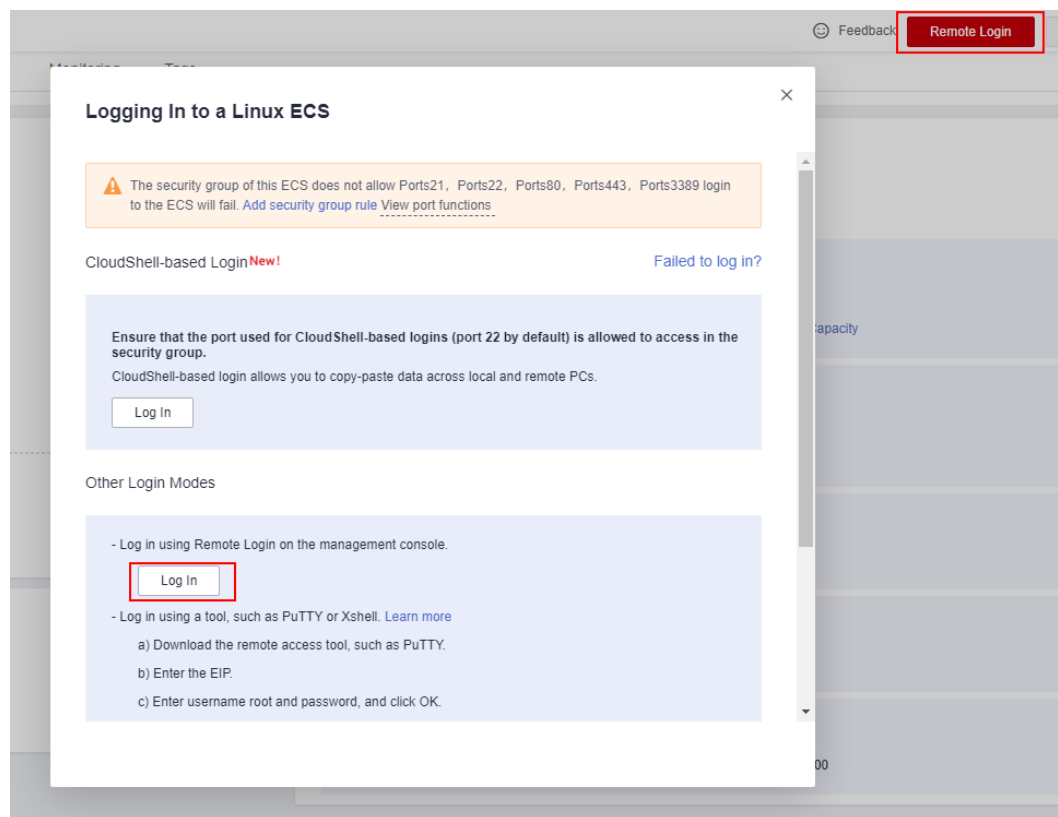 Feedback
Remote Login
Monitoring Tags
Logging In to a Linux ECS
The security group of this ECS does not allow Ports21, Ports22, Ports80, Ports443, Ports3389 login
to the ECS will fail. Add security group rule View port functions
CloudShell-based Login New!
Failed to log in?
Ensure that the port used for CloudShell-based logins (port 22 by default) is allowed to access in the
security group.
CloudShell-based login allows you to copy-paste data across local and remote PCs.
Log In
Other Login Modes
- Log in using Remote Login on the management console.
Log In
- Log in using a tool, such as PuTTY or Xshell. Learn more
a) Download the remote access tool, such as PuTTY.
b) Enter the EIP.
c) Enter username root and password, and click OK.
Capacity
00